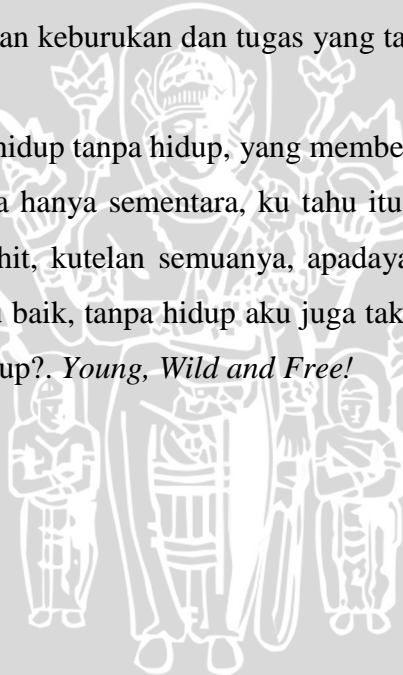 an keburukan dan tugas yang ta
hidup tanpa hidup, yang membe
a hanya sementara, ku tahu itu
hit, kutelan semuanya, apadaya
baik, tanpa hidup aku juga tak
up?. Young, Wild and Free!